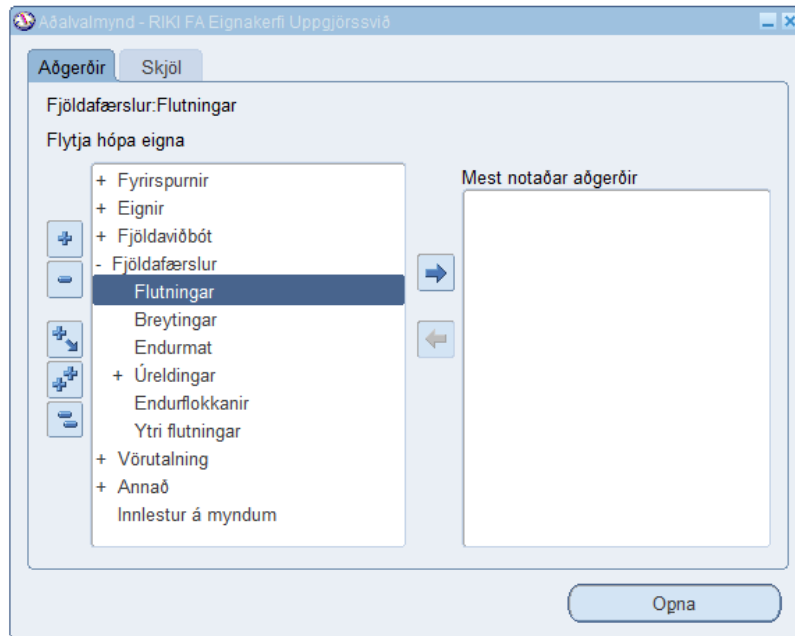 Aðalvalmynd - RIKI FA Eignakerfi Uppgjörssvið
Aðgerðir
Skjöl
Fjöldafærslur:Flutningar
Flytja hópa eigna
+ Fyrirspurnir
+ Eignir
+ Fjöldaviðbót
- Fjöldafærslur
Flutningar
Breytingar
Endurmat
+ Úreldingar
Endurflokkanir
Ytri flutningar
+ Vörutalning
+ Annað
Innlestur á myndum
Mest notaðar aðgerðir
Opna